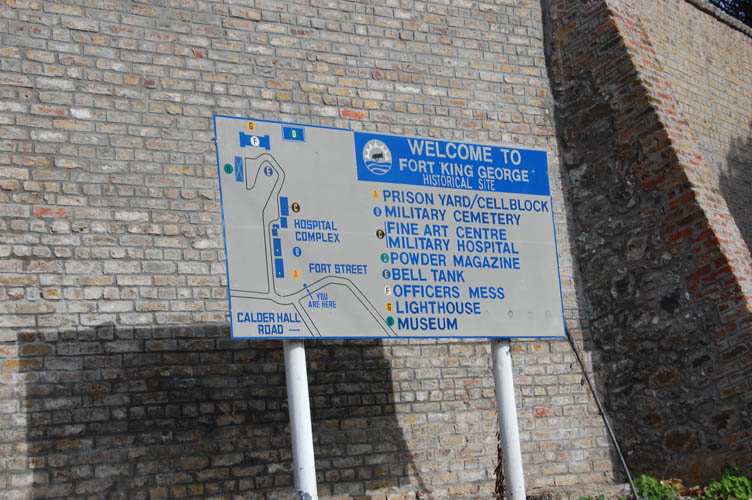 WELCOME TO
FORT KING GEORGE
HISTORICAL SITE
A PRISON YARD/CELLBLOCK
B MILITARY CEMETERY
C FINE ART CENTRE
MILITARY HOSPITAL
D POWDER MAGAZINE
E BELL TANK
F OFFICERS MESS
G LIGHTHOUSE
MUSEUM
G
D
F
E
C
HOSPITAL
COMPLEX
B
A
FORT STREET
YOU
ARE HERE
CALDER HALL
ROAD →